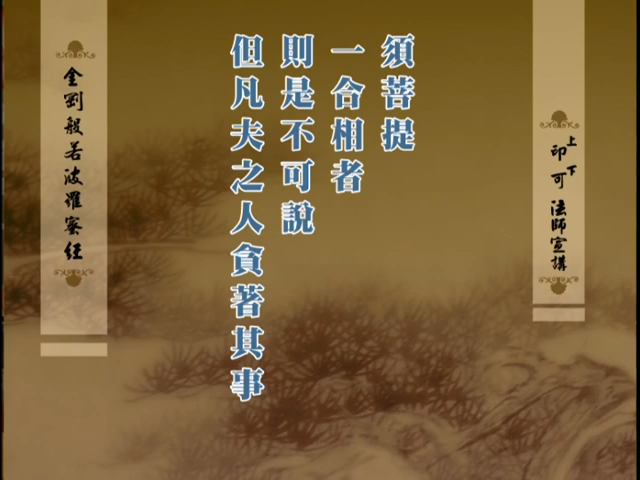 上 下
印可 法師宣講
須菩提
一合相者
則是不可說
但凡夫之人貪著其事
金剛般若波羅蜜經